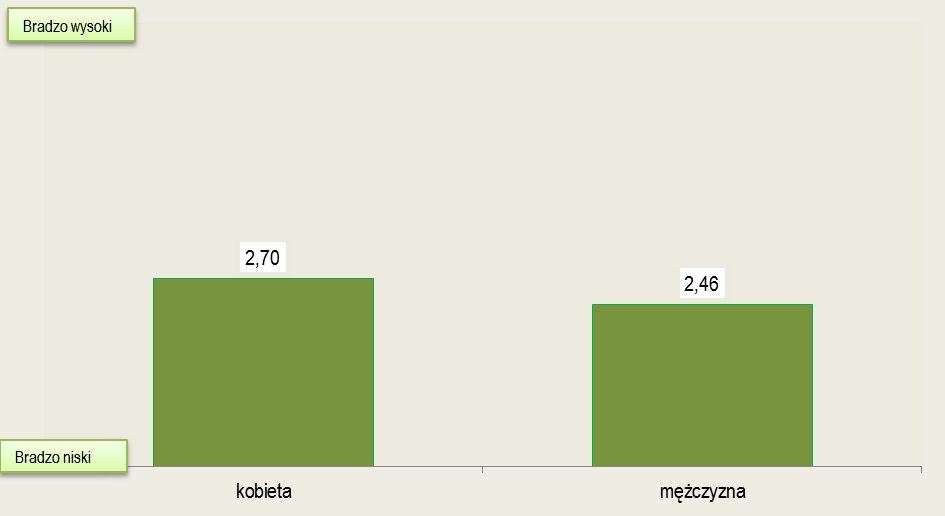 Bradzo wysoki
2,70
2,46
Bradzo niski
kobieta
mężczyzna